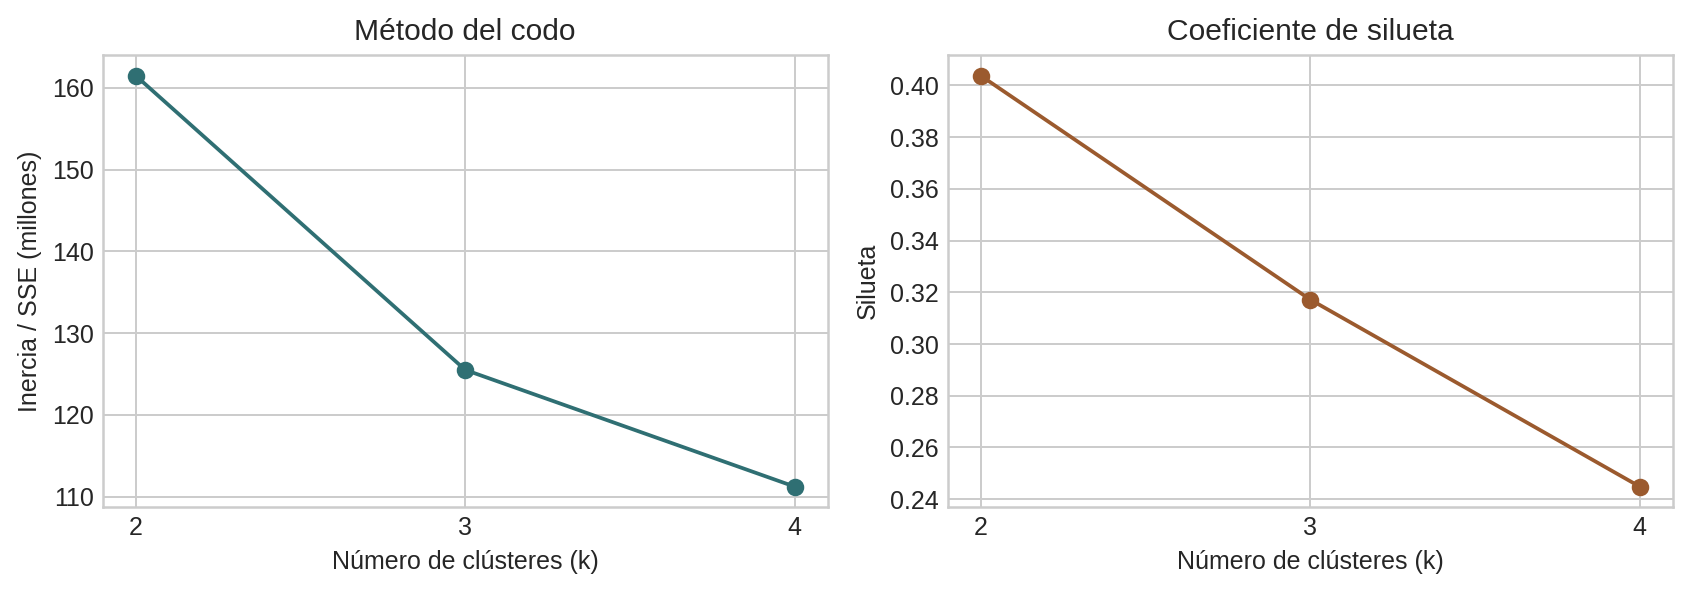 Método del codo
160
150
140
130
120
110
Inercia / SSE (millones)
2 3 4
Número de clústeres (k)
Coeficiente de silueta
0.40
0.38
0.36
0.34
0.32
0.30
0.28
0.26
0.24
Silueta
2 3 4
Número de clústeres (k)